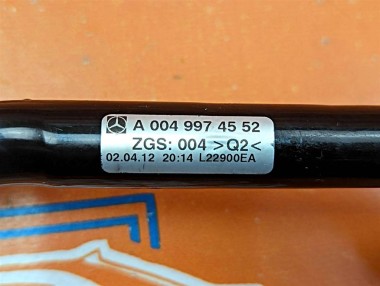 A 004 997 45 52
ZGS: 004 >Q2<
02.04.12 20:14 L22900EA